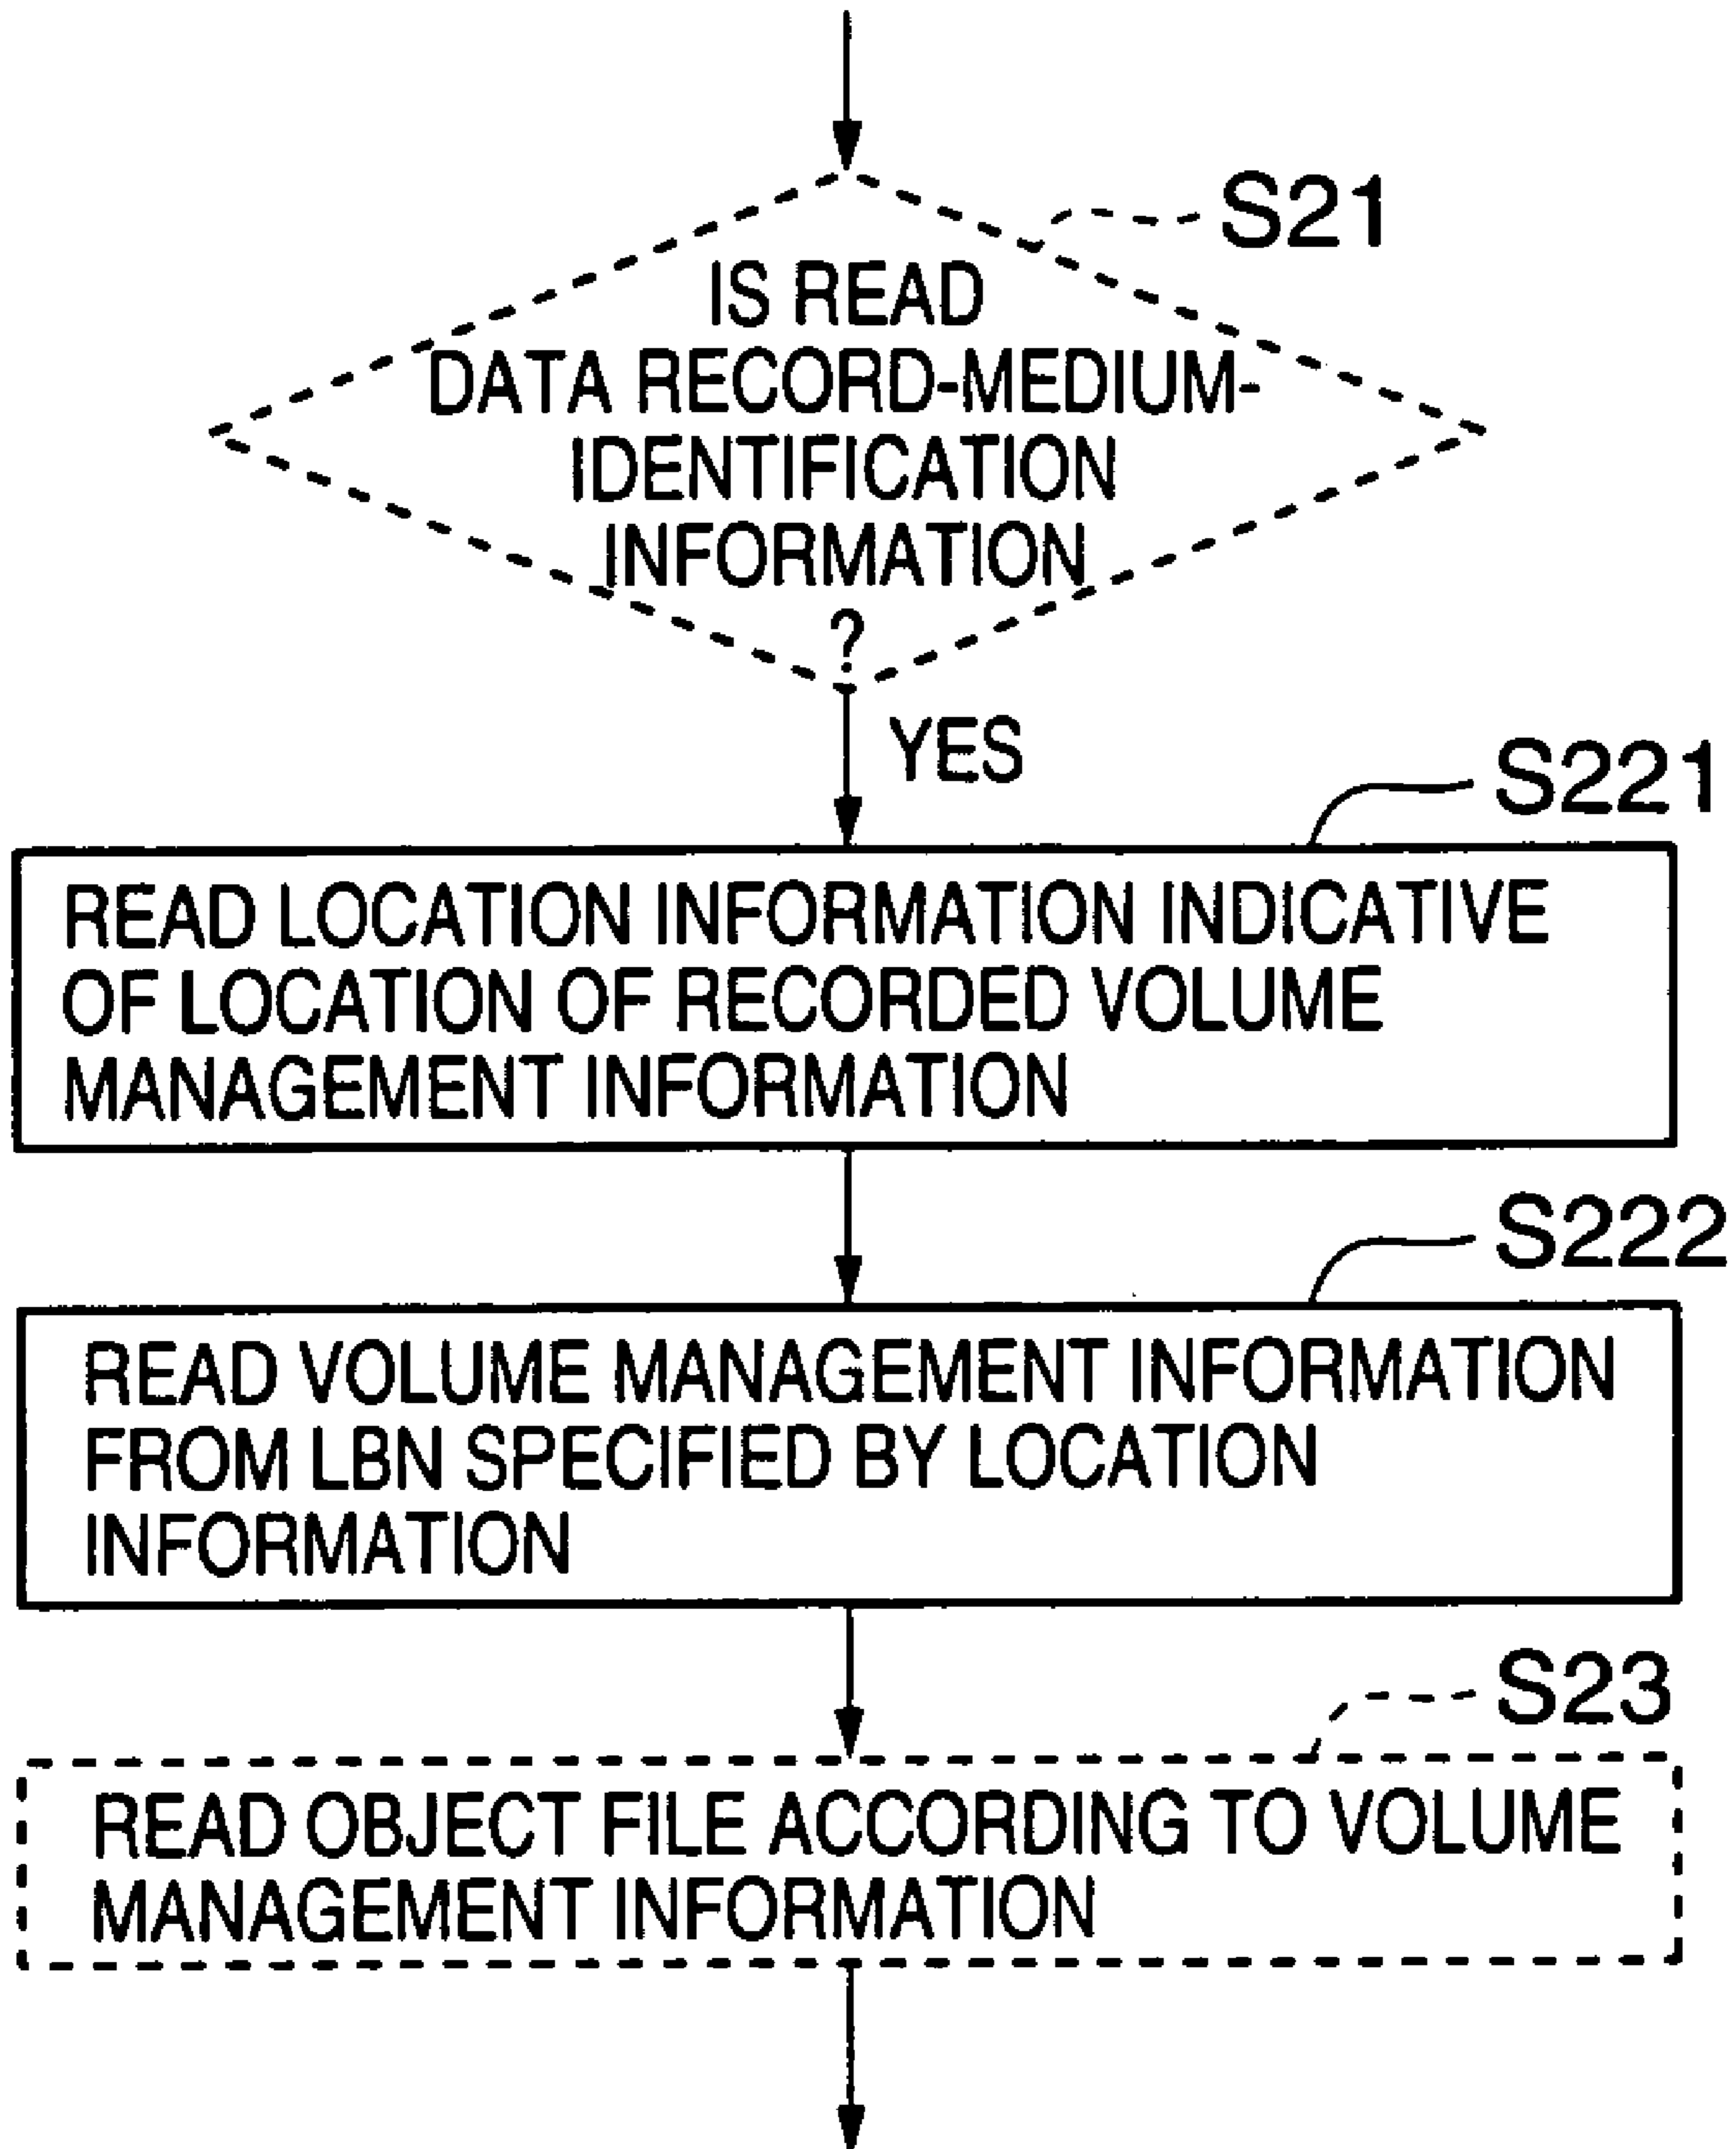 S21
IS READ
DATA RECORD-MEDIUM-
IDENTIFICATION
INFORMATION
?
YES
S221
READ LOCATION INFORMATION INDICATIVE
OF LOCATION OF RECORDED VOLUME
MANAGEMENT INFORMATION
S222
READ VOLUME MANAGEMENT INFORMATION
FROM LBN SPECIFIED BY LOCATION
INFORMATION
S23
READ OBJECT FILE ACCORDING TO VOLUME
MANAGEMENT INFORMATION